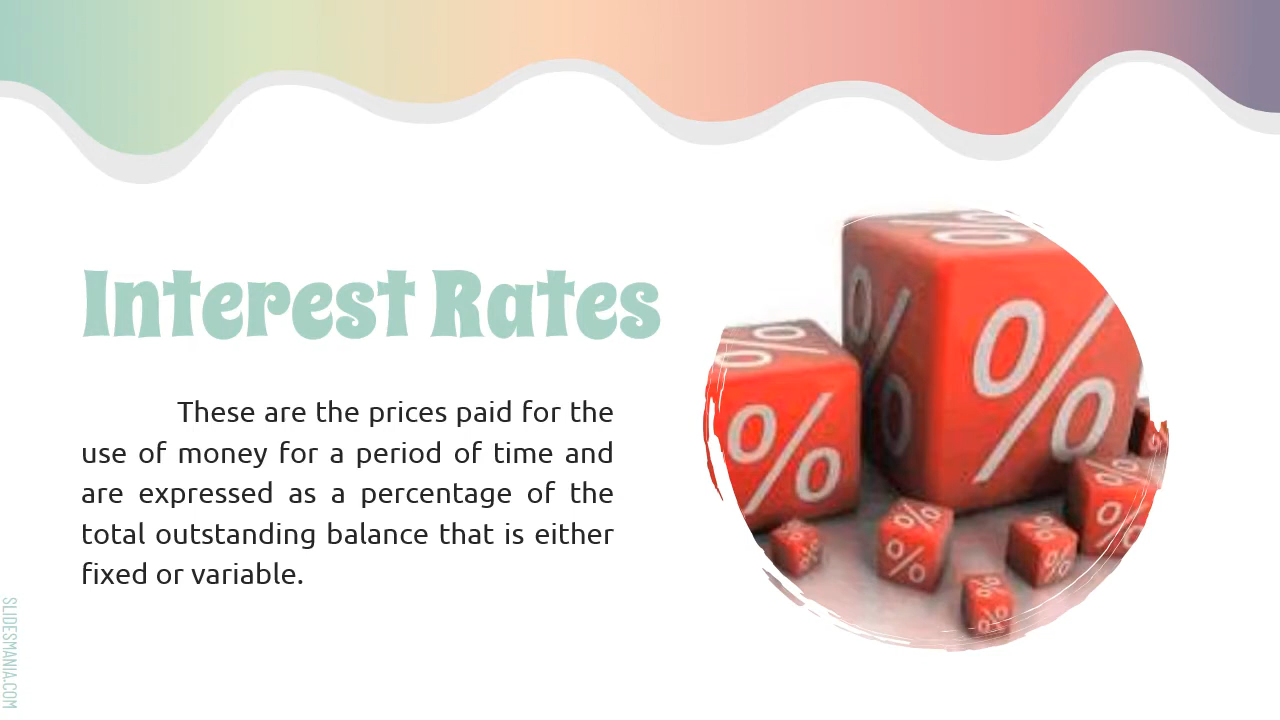 Interest Rates
These are the prices paid for the
use of money for a period of time and
are expressed as a percentage of the
total outstanding balance that is either
fixed or variable.
%
%
%
%
%
%
%
%
%
%
%
%
%
%
SLIDESMANIA.COM